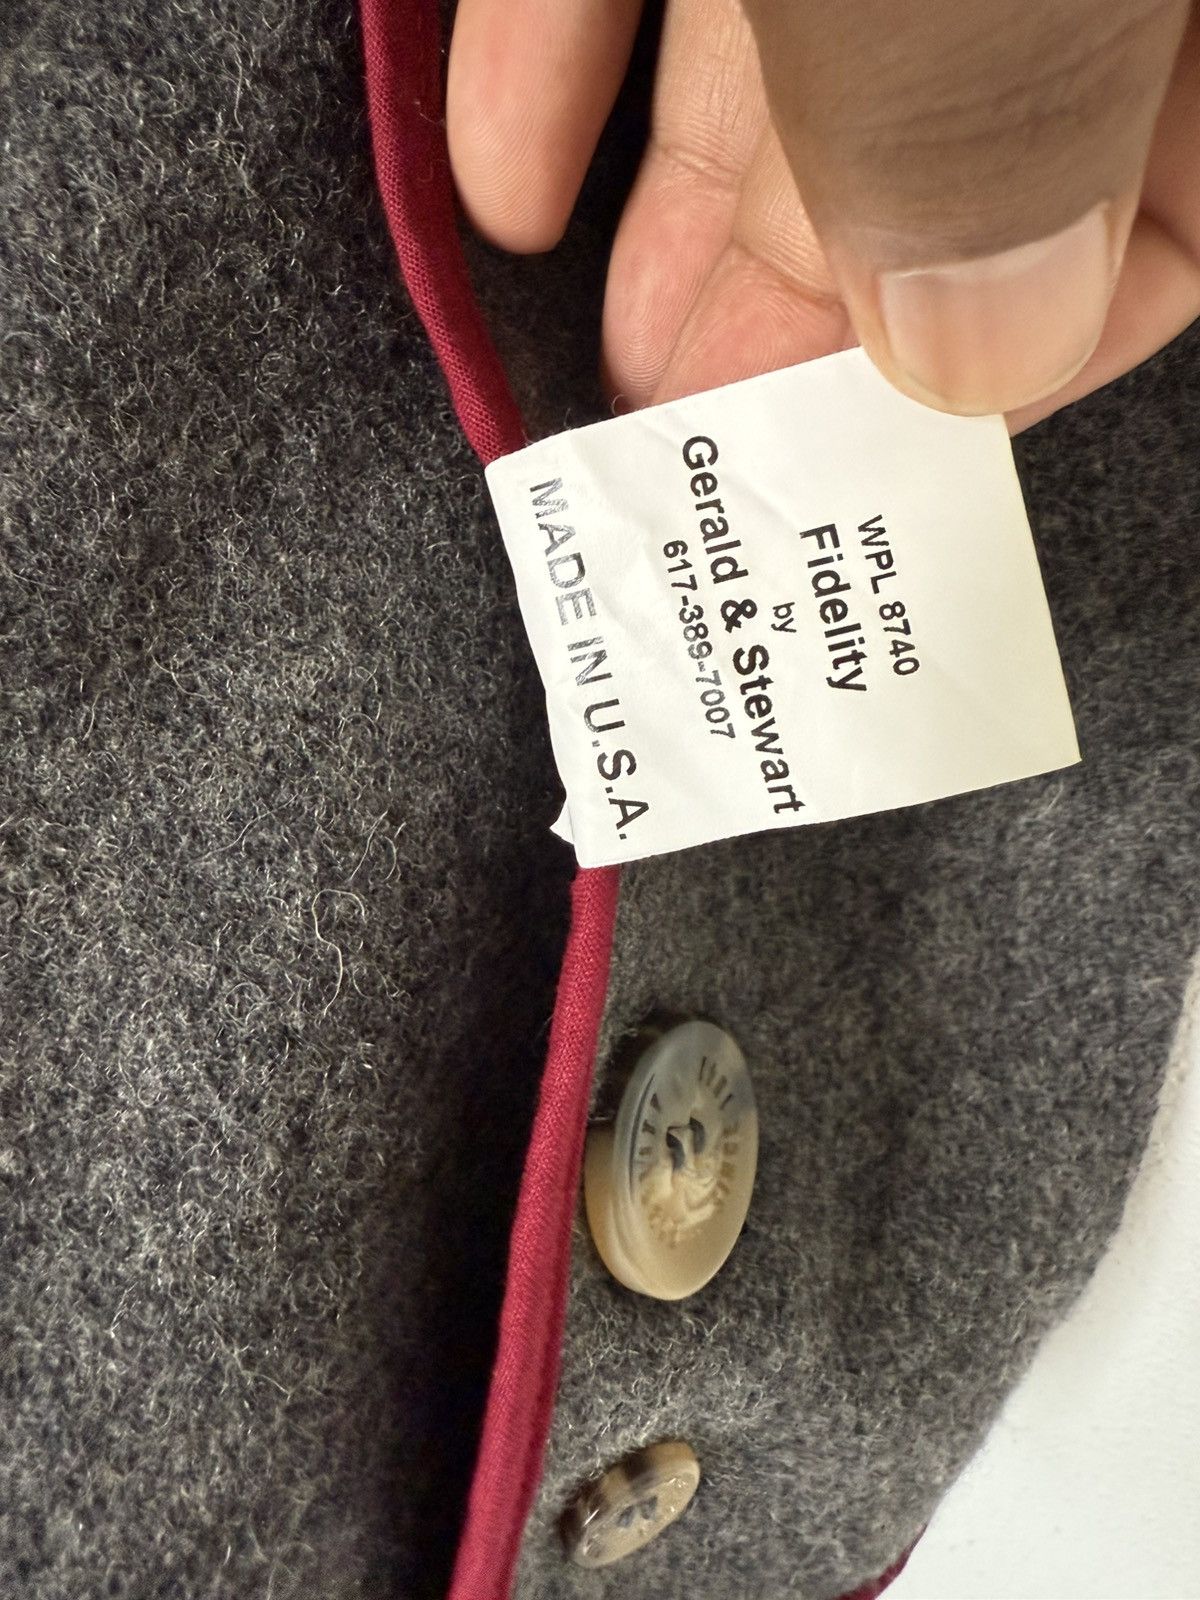 WPL 8740
Fidelity
by
Gerald & Stewart
617-389-7007
MADE IN U.S.A.